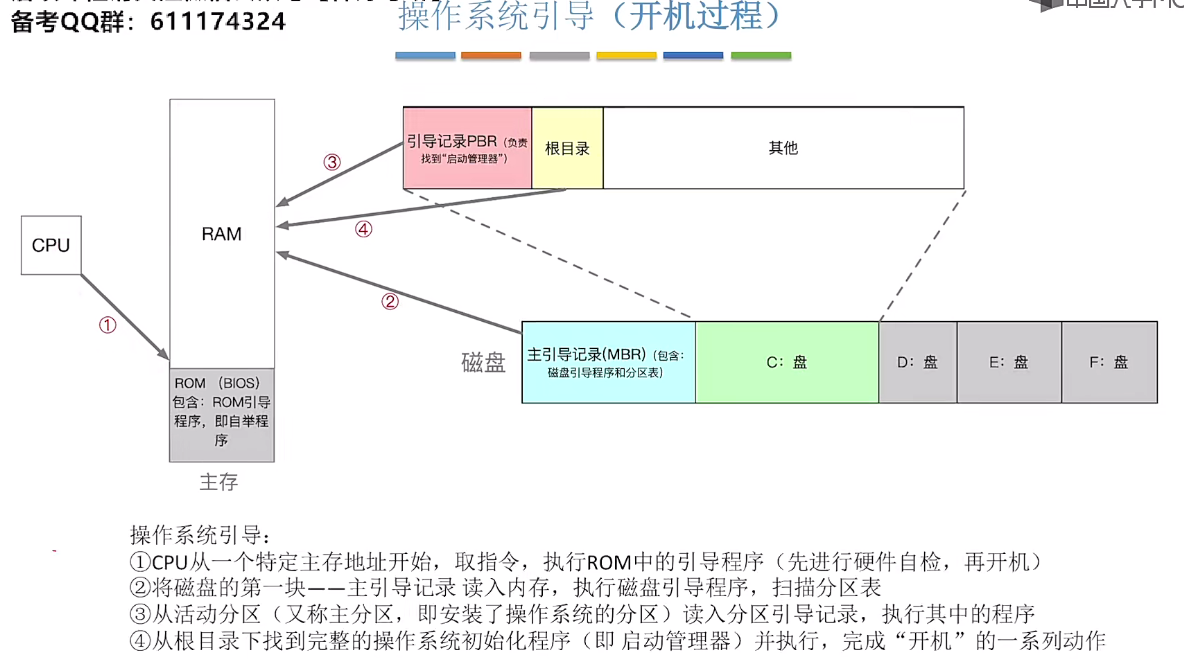 备考QQ群：611174324
操作系统引导（开机过程）
引导记录PBR（负责
找到“启动管理器”）
根目录
其他
③
④
RAM
CPU
①
②
磁盘
主引导记录(MBR)（包含：
磁盘引导程序和分区表）
C：盘
D：盘
E：盘
F：盘
ROM （BIOS）
包含：ROM引导
程序，即自举程
序
主存
操作系统引导：
①CPU从一个特定主存地址开始，取指令，执行ROM中的引导程序（先进行硬件自检，再开机）
②将磁盘的第一块——主引导记录 读入内存，执行磁盘引导程序，扫描分区表
③从活动分区（又称主分区，即安装了操作系统的分区）读入分区引导记录，执行其中的程序
④从根目录下找到完整的操作系统初始化程序（即 启动管理器）并执行，完成“开机”的一系列动作